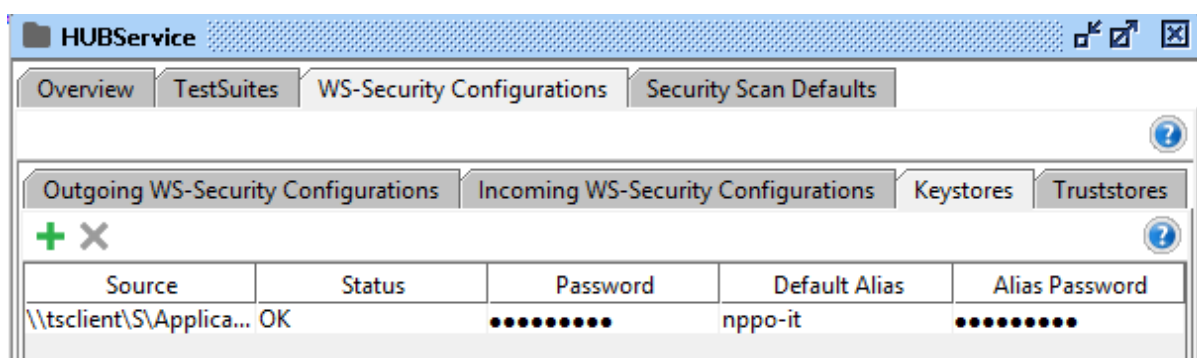 HUBService
Overview TestSuites WS-Security Configurations Security Scan Defaults
Outgoing WS-Security Configurations Incoming WS-Security Configurations Keystores Truststores
Source Status Password Default Alias Alias Password
\\tsclient\S\Applica... OK ●●●●●●●●● nppo-it ●●●●●●●●●